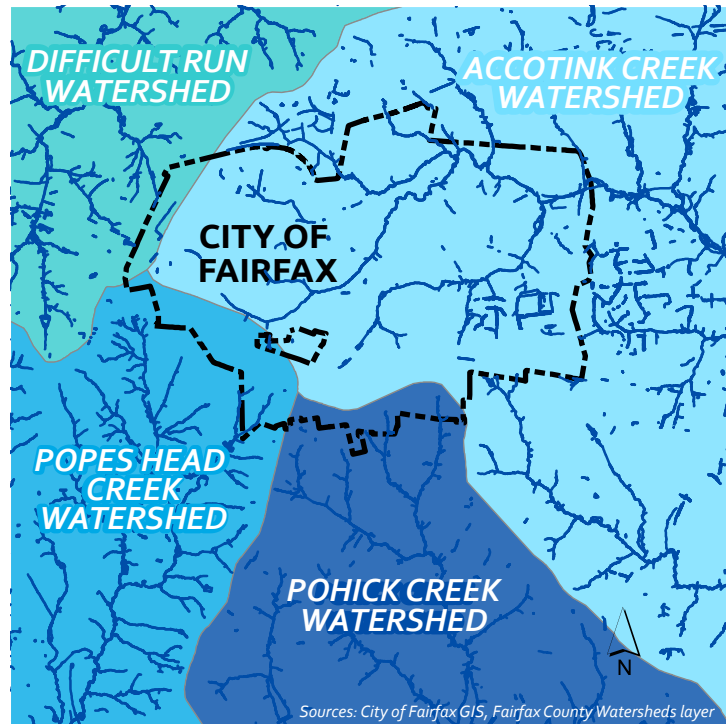 DIFFICULT RUN
WATERSHED
ACCOTINK CREEK
WATERSHED
CITY OF
FAIRFAX
POPES HEAD
CREEK
WATERSHED
POHICK CREEK
WATERSHED
N
Sources: City of Fairfax GIS, Fairfax County Watersheds layer